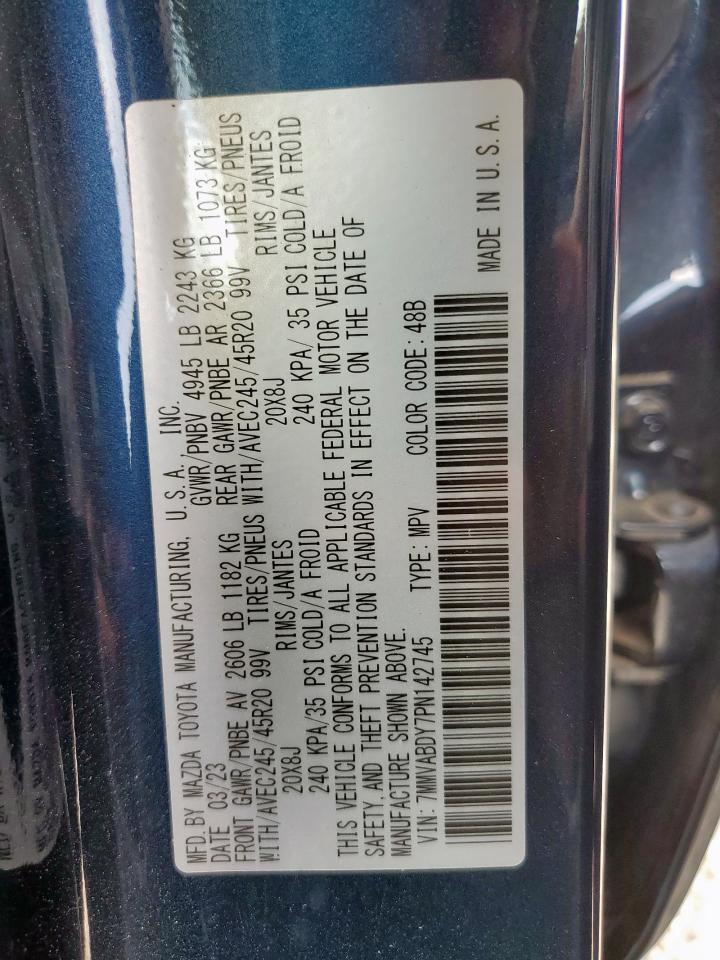 MFD. BY MAZDA TOYOTA MANUFACTURING, U.S.A. INC.
DATE 03/23 GVWR/PNBV 4945 LB 2243 KG
FRONT GAWR/PNBE AV 2606 LB 1182 KG REAR GAWR/PNBE AR 2366 LB 1073 KG
WITH/AVEC245/45R20 99V TIRES/PNEUS WITH/AVEC245/45R20 99V TIRES/PNEUS
20X8J RIMS/JANTES 20X8J RIMS/JANTES
240 KPA/35 PSI COLD/A FROID 240 KPA/ 35 PSI COLD/A FROID
THIS VEHICLE CONFORMS TO ALL APPLICABLE FEDERAL MOTOR VEHICLE
SAFETY, AND THEFT PREVENTION STANDARDS IN EFFECT ON THE DATE OF
MANUFACTURE SHOWN ABOVE.
VIN: 7MMVABDY7PN142745 TYPE: MPV COLOR CODE: 48B
MADE IN U.S.A.